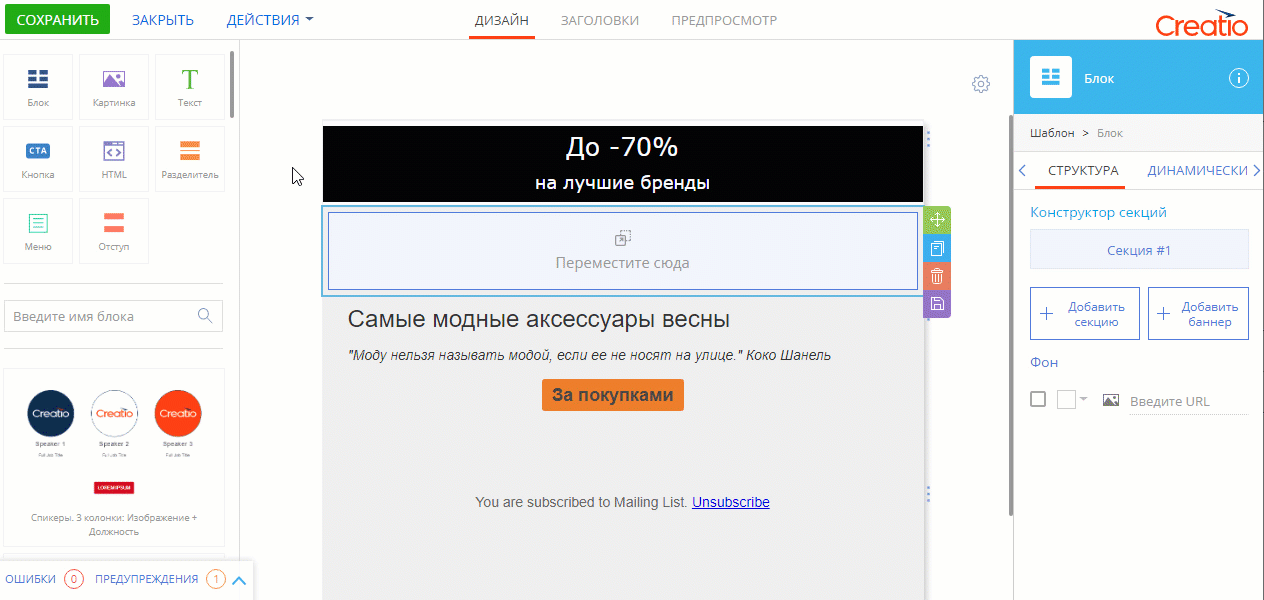 СОХРАНИТЬ ЗАКРЫТЬ ДЕЙСТВИЯ ДИЗАЙН ЗАГОЛОВКИ ПРЕДПРОСМОТР Creatio
Блок Картинка Текст
CTA
Кнопка HTML Разделитель
Меню Отступ
Введите имя блока
Creatio Creatio Creatio
Speaker 1 Speaker 2 Speaker 3
Full Job Title Full Job Title Full Job Title
LOREM IPSUM
Спикеры. 3 колонки: Изображение +
Должность
ОШИБКИ 0 ПРЕДУПРЕЖДЕНИЯ 1
До -70%
на лучшие бренды
Переместите сюда
Самые модные аксессуары весны
"Моду нельзя называть модой, если ее не носят на улице." Коко Шанель
За покупками
You are subscribed to Mailing List. Unsubscribe
Блок
Шаблон > Блок
СТРУКТУРА ДИНАМИЧЕСКИ
Конструктор секций
Секция #1
Добавить
секцию
Добавить
баннер
Фон
Введите URL